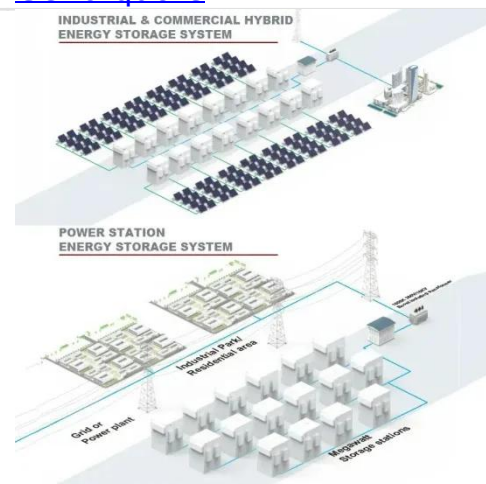 INDUSTRIAL & COMMERCIAL HYBRID
ENERGY STORAGE SYSTEM
POWER STATION
ENERGY STORAGE SYSTEM
Industrial Park/
Residential area
Grid or
Power plant
Megawatt
Storage stations